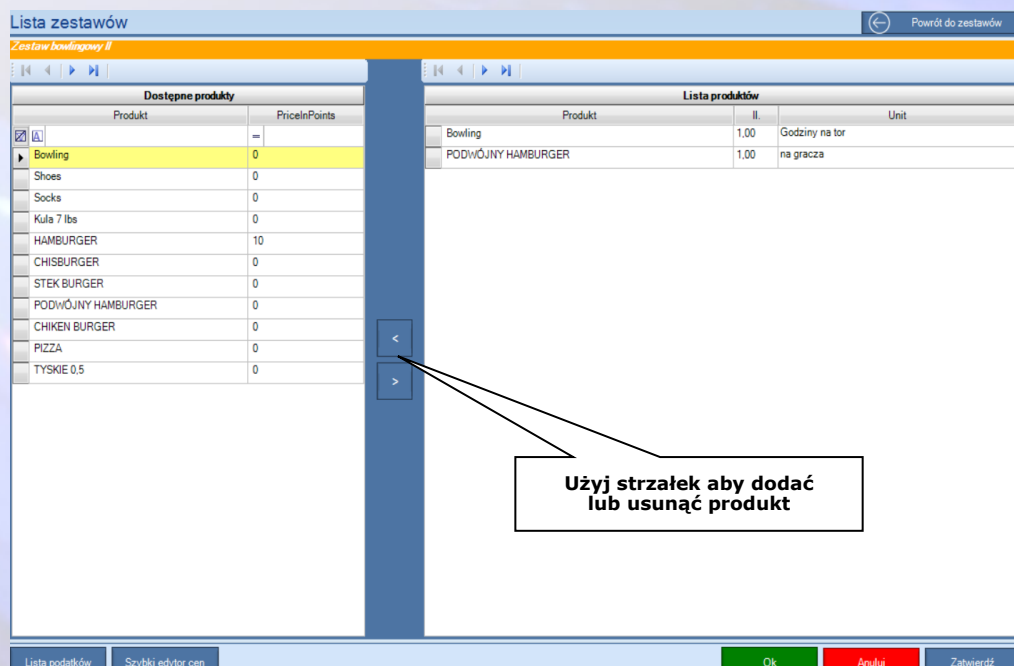 Lista zestawów
Powrót do zestawów
Zestaw bowlingowy II
Dostępne produkty
Produkt PriceInPoints
A =
Bowling 0
Shoes 0
Socks 0
Kula 7 lbs 0
HAMBURGER 10
CHISBURGER 0
STEK BURGER 0
PODWÓJNY HAMBURGER 0
CHIKEN BURGER 0
PIZZA 0
TYSKIE 0,5 0
<
>
Lista produktów
Produkt Il. Unit
Bowling 1,00 Godziny na tor
PODWÓJNY HAMBURGER 1,00 na gracza
Użyj strzałek aby dodać
lub usunąć produkt
Lista podatków Szybki edytor cen Ok Anuluj Zatwierdź